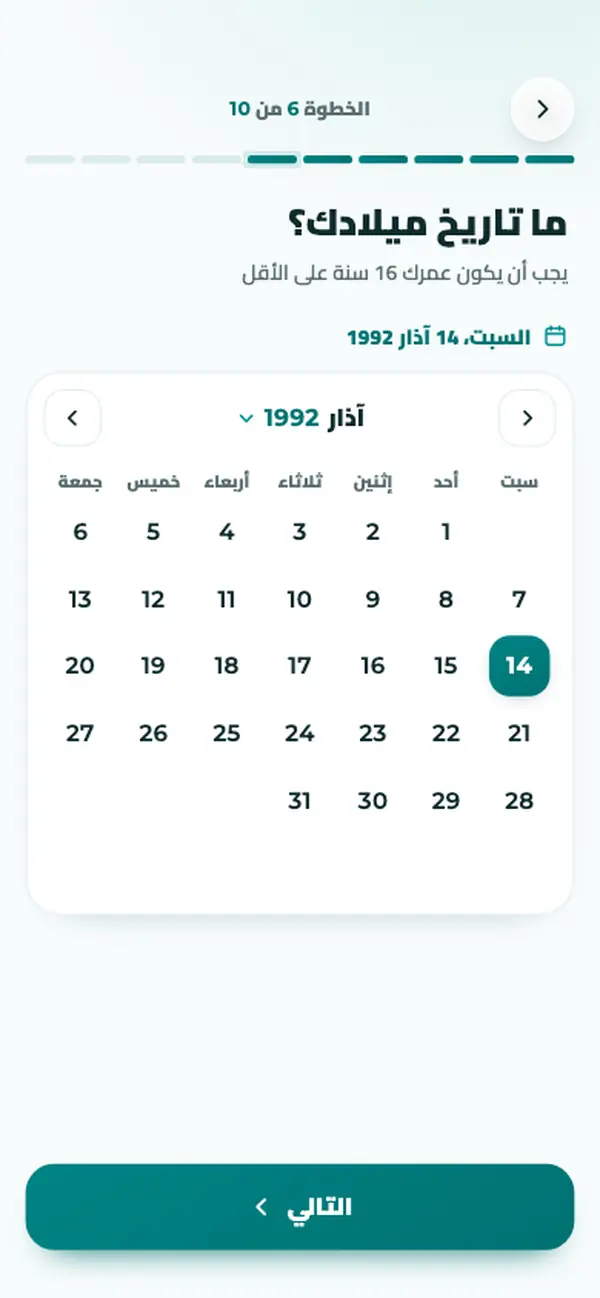 الخطوة 6 من 10
ما تاريخ ميلادك؟
يجب أن يكون عمرك 16 سنة على الأقل
السبت، 14 آذار 1992
آذار 1992
سبت أحد إثنين ثلاثاء أربعاء خميس جمعة
1 2 3 4 5 6
7 8 9 10 11 12 13
14 15 16 17 18 19 20
21 22 23 24 25 26 27
28 29 30 31
التالي